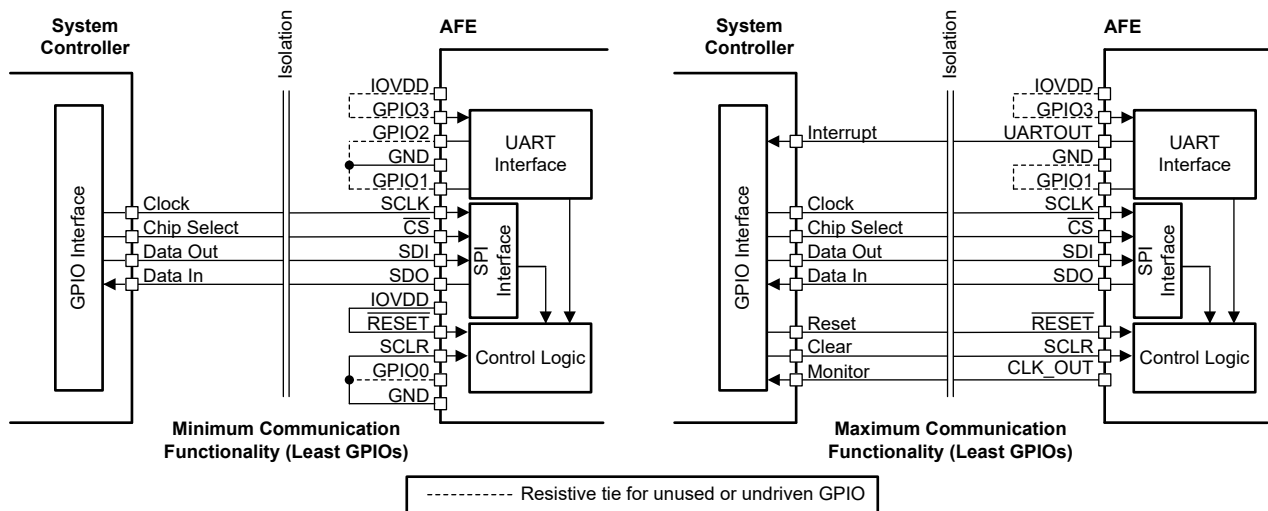 System
Controller
Isolation
AFE
IOVDD
GPIO3
GPIO2
GND
GPIO1
UART
Interface
GPIO Interface
Clock
SCLK
Chip Select
CS
Data Out
SDI
Data In
SDO
SPI
Interface
IOVDD
RESET
SCLR
GPIO0
GND
Control Logic
Minimum Communication
Functionality (Least GPIOs)
System
Controller
Isolation
AFE
IOVDD
GPIO3
Interrupt
UARTOUT
GND
GPIO1
UART
Interface
GPIO Interface
Clock
SCLK
Chip Select
CS
Data Out
SDI
Data In
SDO
SPI
Interface
Reset
RESET
Clear
SCLR
Monitor
CLK_OUT
Control Logic
Maximum Communication
Functionality (Least GPIOs)
Resistive tie for unused or undriven GPIO